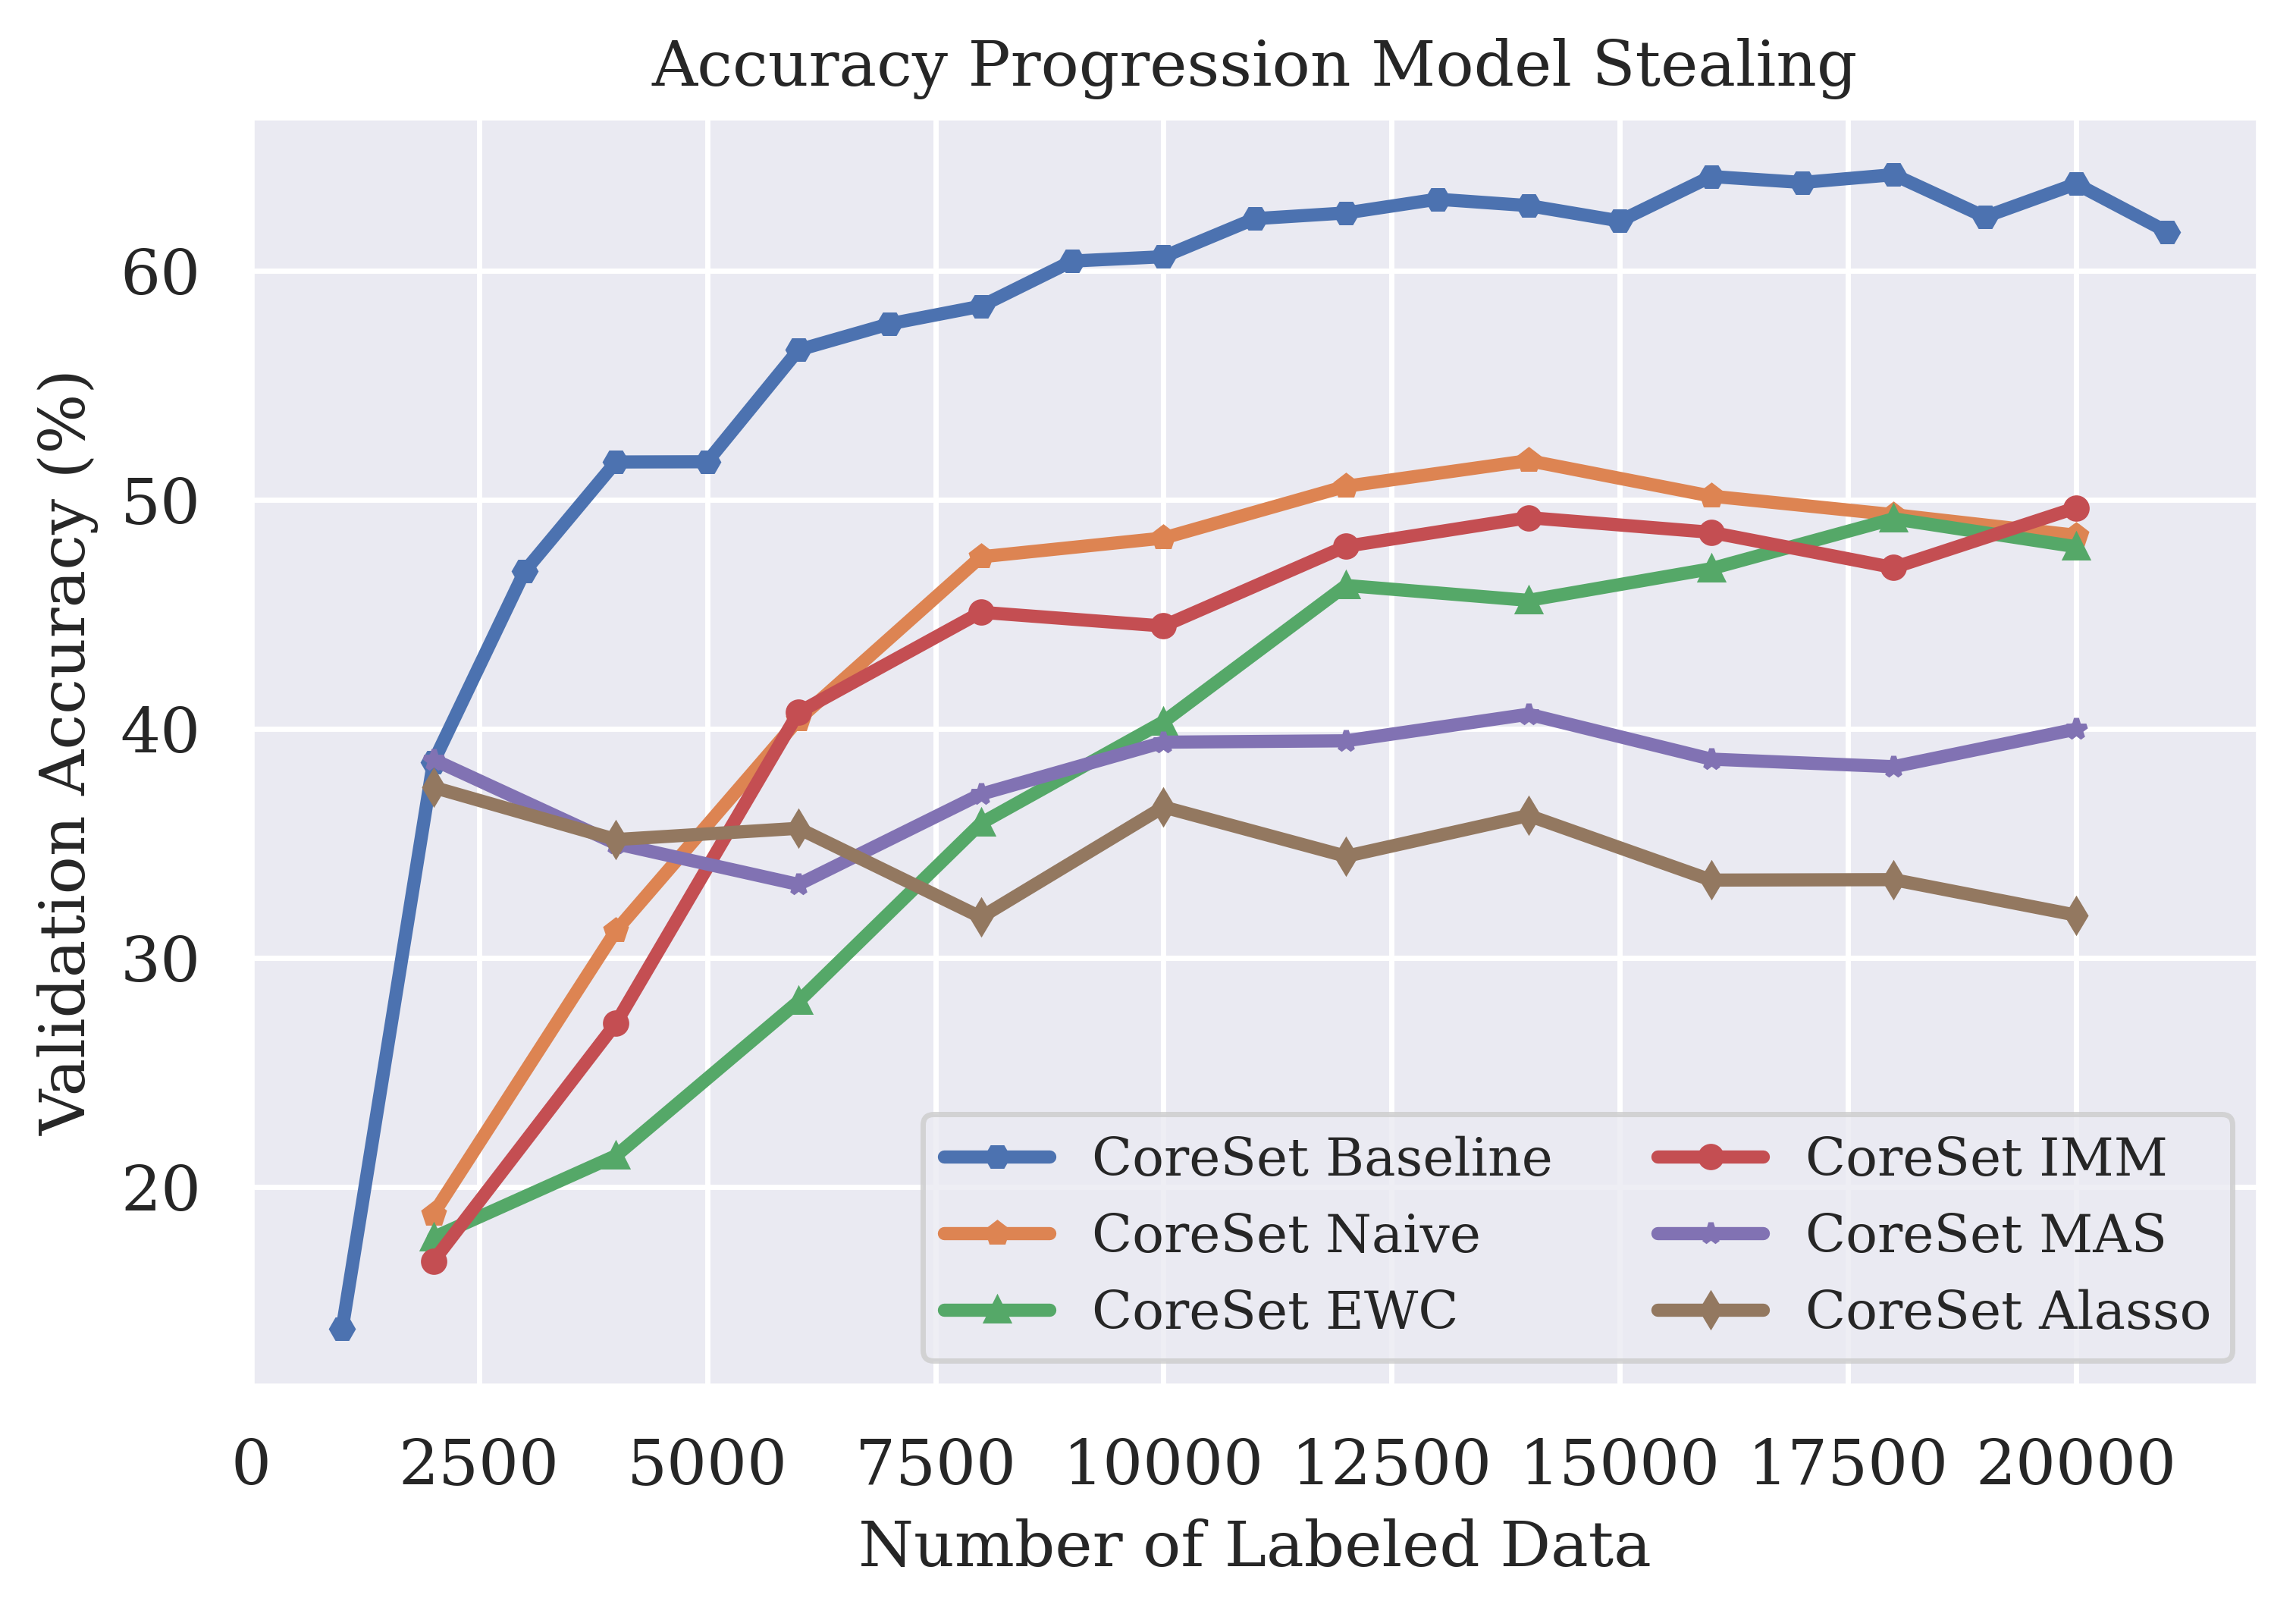 Accuracy Progression Model Stealing
Validation Accuracy (%)
60
50
40
30
20
CoreSet Baseline
CoreSet Naive
CoreSet EWC
CoreSet IMM
CoreSet MAS
CoreSet Alasso
0 2500 5000 7500 10000 12500 15000 17500 20000
Number of Labeled Data